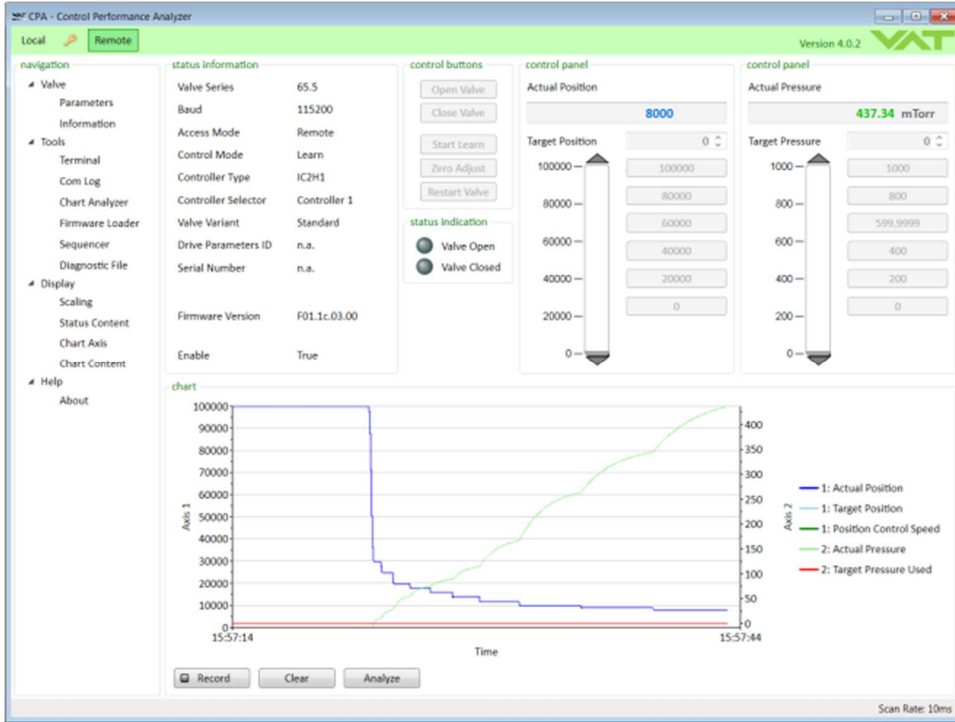 CPA - Control Performance Analyzer
Local
Remote
Version 4.0.2
VAT
navigation
Valve
Parameters
Information
Tools
Terminal
Com Log
Chart Analyzer
Firmware Loader
Sequencer
Diagnostic File
Display
Scaling
Status Content
Chart Axis
Chart Content
Help
About
status information
Valve Series 65.5
Baud 115200
Access Mode Remote
Control Mode Learn
Controller Type IC2H1
Controller Selector Controller 1
Valve Variant Standard
Drive Parameters ID n.a.
Serial Number n.a.
Firmware Version F01.1c.03.00
Enable True
control buttons
Open Valve
Close Valve
Start Learn
Zero Adjust
Restart Valve
status indication
Valve Open
Valve Closed
control panel
Actual Position
8000
Target Position 0
100000 100000
80000 80000
60000 60000
40000 40000
20000 20000
0 0
control panel
Actual Pressure
437.34 mTorr
Target Pressure 0
1000 1000
800 800
600 599.9999
400 400
200 200
0 0
chart
100000
90000
80000
70000
60000
50000
40000
30000
20000
10000
0
Axis 1
400
350
300
250
200
150
100
50
0
Axis 2
15:57:14 15:57:44
Time
1: Actual Position
1: Target Position
1: Position Control Speed
2: Actual Pressure
2: Target Pressure Used
Record Clear Analyze
Scan Rate: 10ms